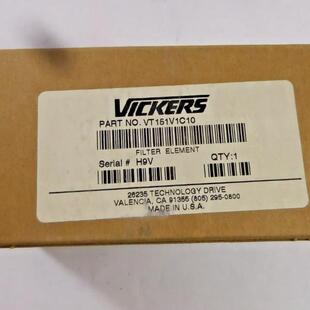 VICKERS
PART NO. VT151V1C10
FILTER ELEMENT
Serial # H9V QTY:1
26235 TECHNOLOGY DRIVE
VALENCIA, CA 91355 (805) 295-0800
MADE IN U.S.A.